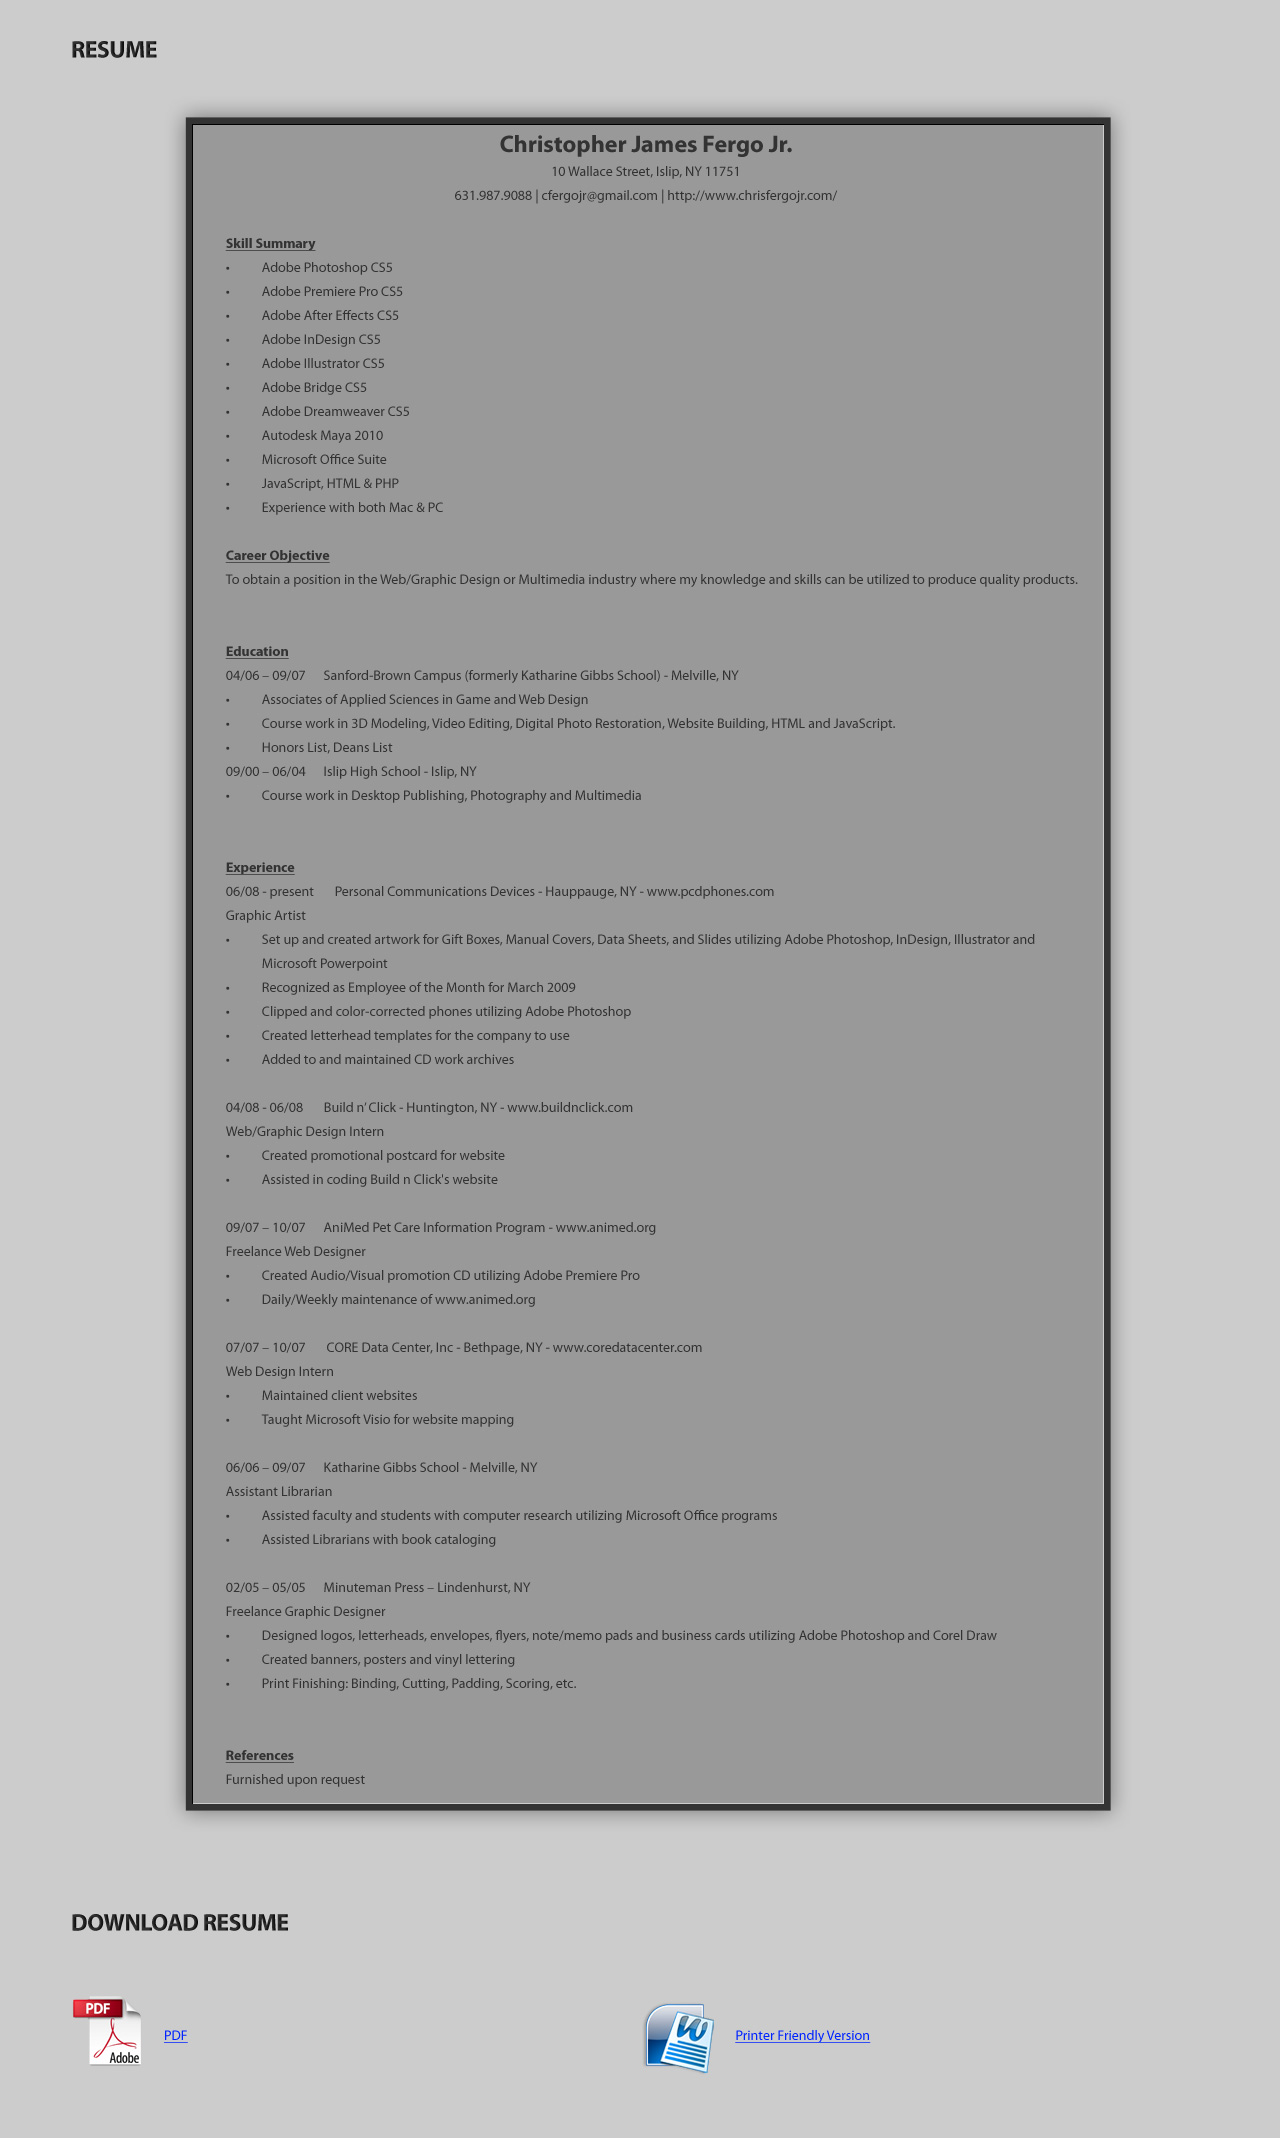 RESUME
Christopher James Fergo Jr.
10 Wallace Street, Islip, NY 11751
631.987.9088 | cfergojr@gmail.com | http://www.chrisfergojr.com/
Skill Summary
• Adobe Photoshop CS5
• Adobe Premiere Pro CS5
• Adobe After Effects CS5
• Adobe InDesign CS5
• Adobe Illustrator CS5
• Adobe Bridge CS5
• Adobe Dreamweaver CS5
• Autodesk Maya 2010
• Microsoft Office Suite
• JavaScript, HTML & PHP
• Experience with both Mac & PC
Career Objective
To obtain a position in the Web/Graphic Design or Multimedia industry where my knowledge and skills can be utilized to produce quality products.
Education
04/06 – 09/07 Sanford-Brown Campus (formerly Katharine Gibbs School) - Melville, NY
• Associates of Applied Sciences in Game and Web Design
• Course work in 3D Modeling, Video Editing, Digital Photo Restoration, Website Building, HTML and JavaScript.
• Honors List, Deans List
09/00 – 06/04 Islip High School - Islip, NY
• Course work in Desktop Publishing, Photography and Multimedia
Experience
06/08 - present Personal Communications Devices - Hauppauge, NY - www.pcdphones.com
Graphic Artist
• Set up and created artwork for Gift Boxes, Manual Covers, Data Sheets, and Slides utilizing Adobe Photoshop, InDesign, Illustrator and
Microsoft Powerpoint
• Recognized as Employee of the Month for March 2009
• Clipped and color-corrected phones utilizing Adobe Photoshop
• Created letterhead templates for the company to use
• Added to and maintained CD work archives
04/08 - 06/08 Build n' Click - Huntington, NY - www.buildnclick.com
Web/Graphic Design Intern
• Created promotional postcard for website
• Assisted in coding Build n Click's website
09/07 – 10/07 AniMed Pet Care Information Program - www.animed.org
Freelance Web Designer
• Created Audio/Visual promotion CD utilizing Adobe Premiere Pro
• Daily/Weekly maintenance of www.animed.org
07/07 – 10/07 CORE Data Center, Inc - Bethpage, NY - www.coredatacenter.com
Web Design Intern
• Maintained client websites
• Taught Microsoft Visio for website mapping
06/06 – 09/07 Katharine Gibbs School - Melville, NY
Assistant Librarian
• Assisted faculty and students with computer research utilizing Microsoft Office programs
• Assisted Librarians with book cataloging
02/05 – 05/05 Minuteman Press – Lindenhurst, NY
Freelance Graphic Designer
• Designed logos, letterheads, envelopes, flyers, note/memo pads and business cards utilizing Adobe Photoshop and Corel Draw
• Created banners, posters and vinyl lettering
• Print Finishing: Binding, Cutting, Padding, Scoring, etc.
References
Furnished upon request
DOWNLOAD RESUME
PDF
Adobe
PDF
W
Printer Friendly Version